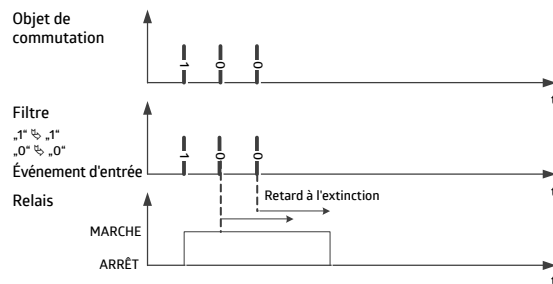 Objet de
commutation
1 0 0
t
Filtre
„1“ ⇘ „1“
„0“ ⇘ „0“
Événement d'entrée
1 0 0
t
Relais
Retard à l'extinction
MARCHE
ARRÊT
t